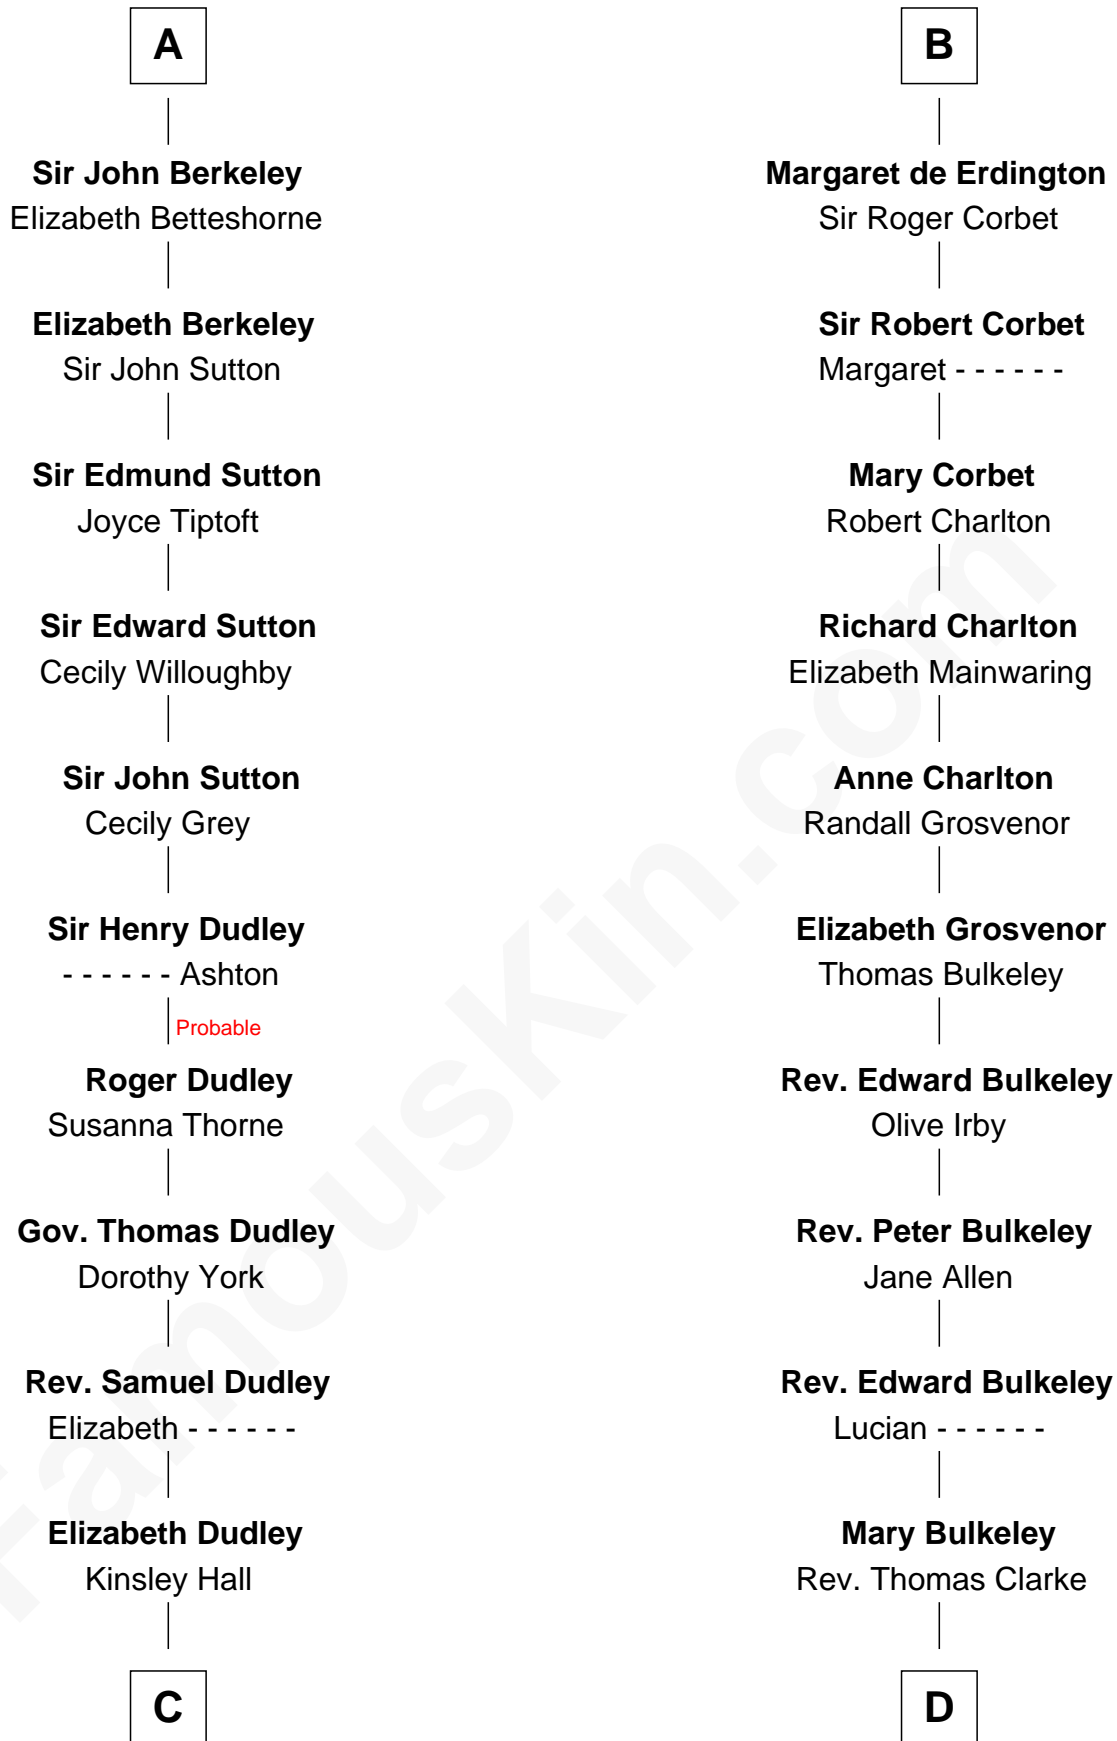 A
Sir John Berkeley
Elizabeth Betteshorne
Elizabeth Berkeley
Sir John Sutton
Sir Edmund Sutton
Joyce Tiptoft
Sir Edward Sutton
Cecily Willoughby
Sir John Sutton
Cecily Grey
Sir Henry Dudley
- - - - - - Ashton
Probable
Roger Dudley
Susanna Thorne
Gov. Thomas Dudley
Dorothy York
Rev. Samuel Dudley
Elizabeth - - - - - -
Elizabeth Dudley
Kinsley Hall
C
B
Margaret de Erdington
Sir Roger Corbet
Sir Robert Corbet
Margaret - - - - - -
Mary Corbet
Robert Charlton
Richard Charlton
Elizabeth Mainwaring
Anne Charlton
Randall Grosvenor
Elizabeth Grosvenor
Thomas Bulkeley
Rev. Edward Bulkeley
Olive Irby
Rev. Peter Bulkeley
Jane Allen
Rev. Edward Bulkeley
Lucian - - - - - -
Mary Bulkeley
Rev. Thomas Clarke
D
FamousKin.com